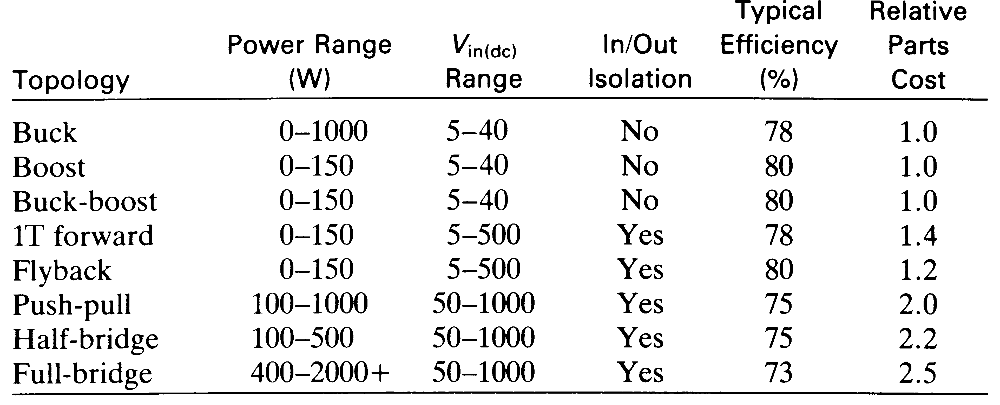 Typical Relative
Power Range V in(dc) In/Out Efficiency Parts
Topology (W) Range Isolation (%) Cost
Buck 0–1000 5–40 No 78 1.0
Boost 0–150 5–40 No 80 1.0
Buck-boost 0–150 5–40 No 80 1.0
1T forward 0–150 5–500 Yes 78 1.4
Flyback 0–150 5–500 Yes 80 1.2
Push-pull 100–1000 50–1000 Yes 75 2.0
Half-bridge 100–500 50–1000 Yes 75 2.2
Full-bridge 400–2000+ 50–1000 Yes 73 2.5